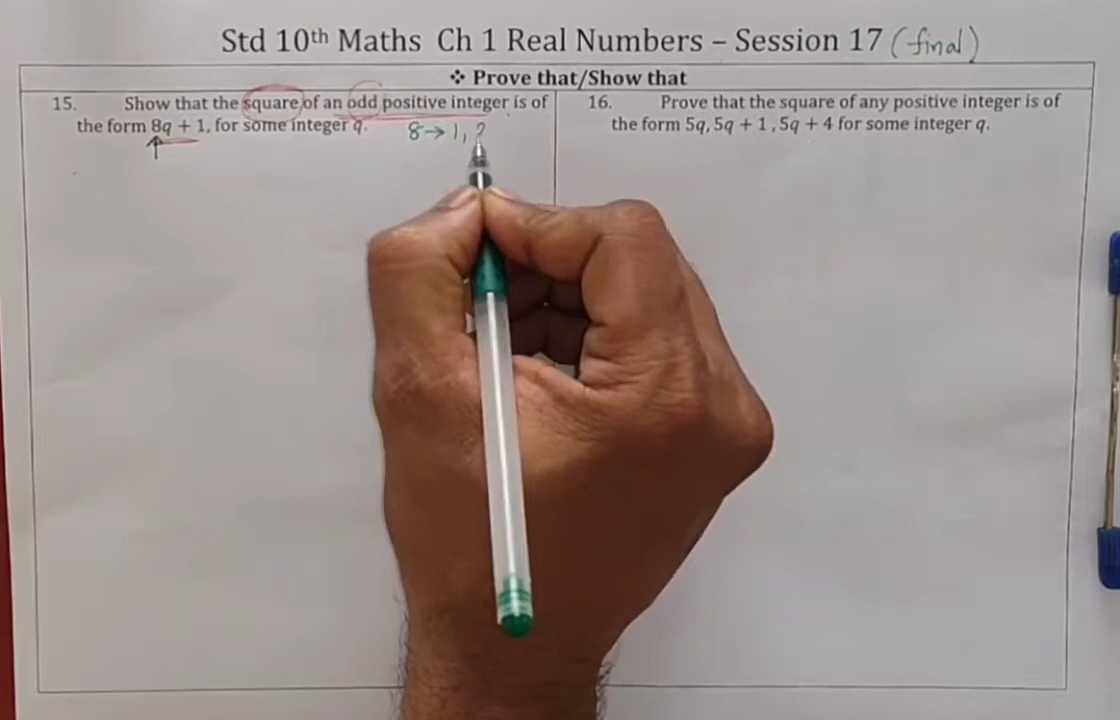 Std 10th Maths Ch 1 Real Numbers – Session 17 (final)
❖ Prove that/Show that
15. Show that the square of an odd positive integer is of
the form 8q + 1, for some integer q.
8→ 1, 2
16. Prove that the square of any positive integer is of
the form 5q, 5q + 1 , 5q + 4 for some integer q.